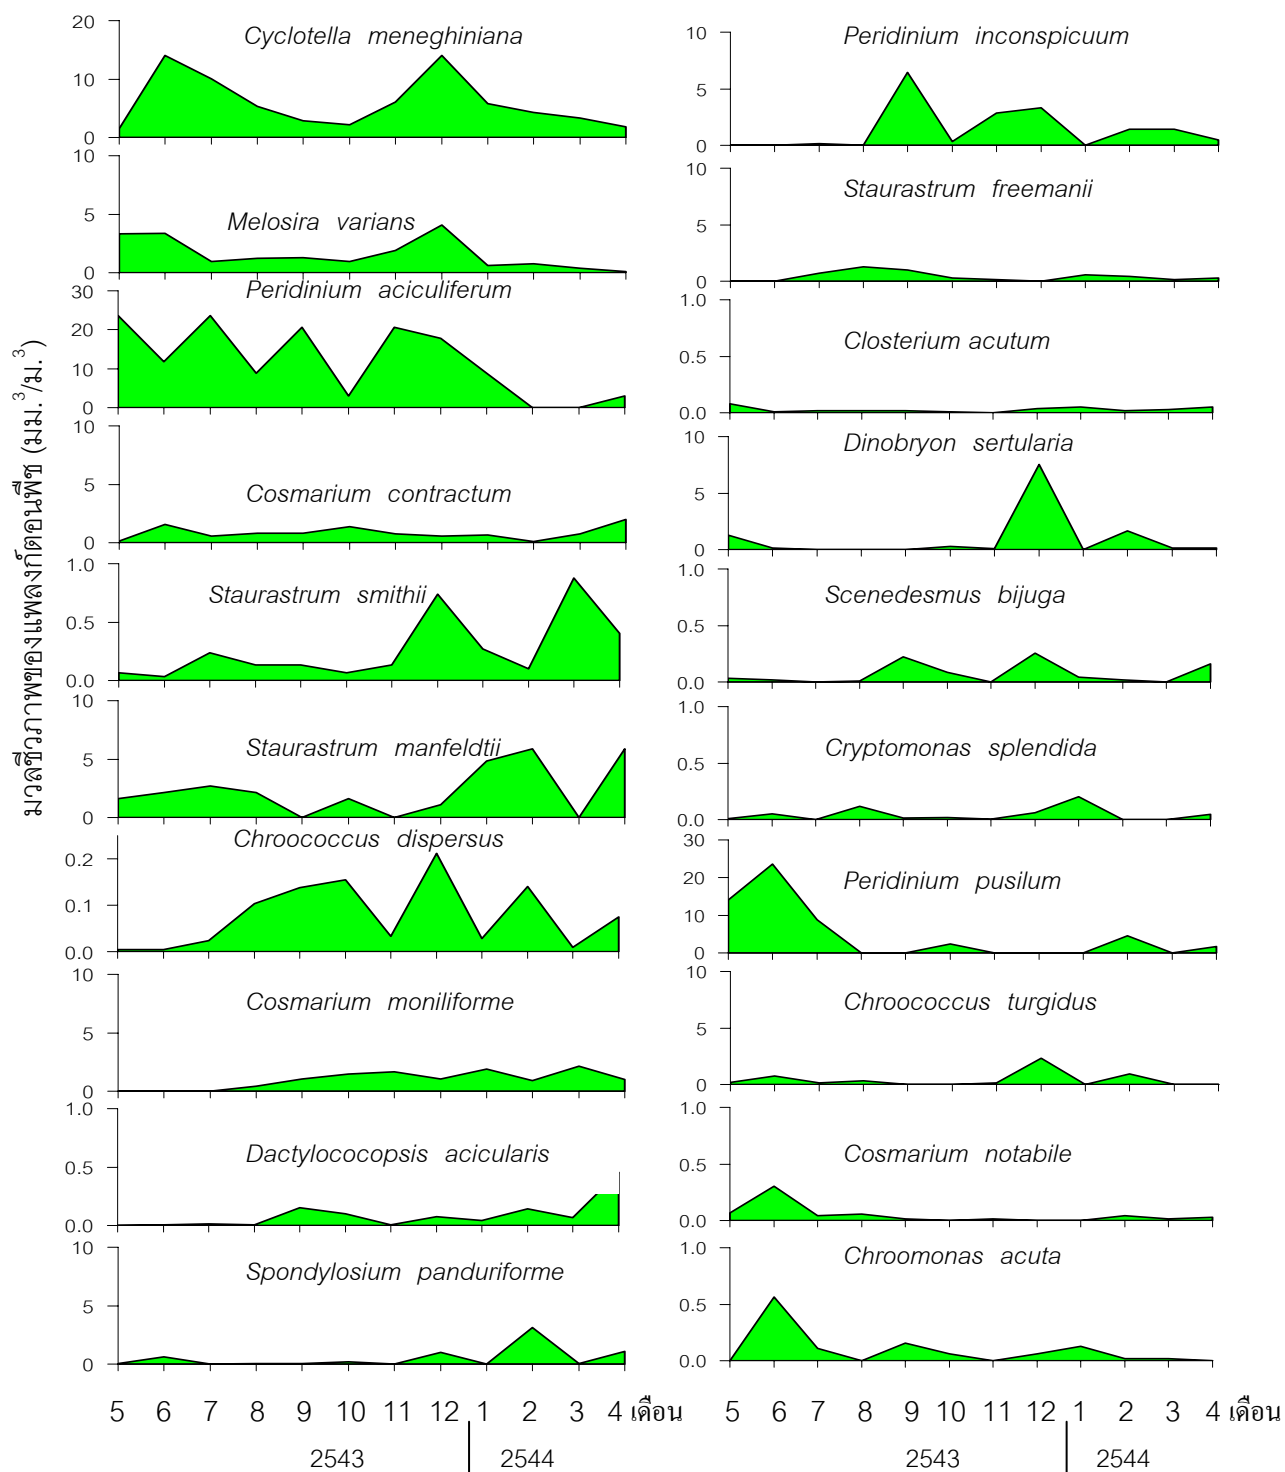 มวลชีวภาพของแพลงก์ตอนพืช (มม.³/ม.³)
20
Cyclotella meneghiniana
10
0
10
Melosira varians
5
0
30
Peridinium aciculiferum
20
10
0
10
5
Cosmarium contractum
0
1.0
Staurastrum smithii
0.5
0.0
10
Staurastrum manfeldtii
5
0
Chroococcus dispersus
0.2
0.1
0.0
10
Cosmarium moniliforme
5
0
1.0
Dactylococopsis acicularis
0.5
0.0
10
Spondylosium panduriforme
5
0
5 6 7 8 9 10 11 12 1 2 3 4 เดือน
2543 2544
10
Peridinium inconspicuum
5
0
10
Staurastrum freemanii
5
0
1.0
Closterium acutum
0.5
0.0
10
Dinobryon sertularia
5
0
1.0
Scenedesmus bijuga
0.5
0.0
1.0
Cryptomonas splendida
0.5
0.0
30
Peridinium pusilum
20
10
0
10
Chroococcus turgidus
5
0
1.0
Cosmarium notabile
0.5
0.0
1.0
Chroomonas acuta
0.5
0.0
5 6 7 8 9 10 11 12 1 2 3 4 เดือน
2543 2544